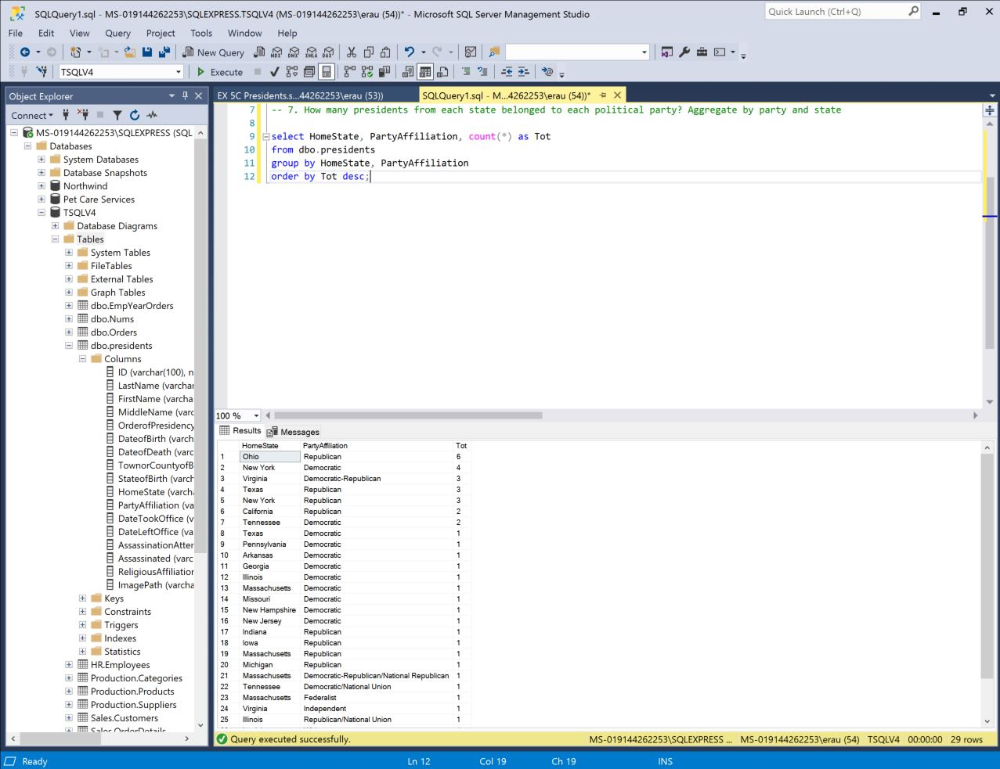 SQLQuery1.sql - MS-019144262253\SQLEXPRESS.TSQLV4 (MS-019144262253\erau (54))* - Microsoft SQL Server Management Studio
Quick Launch (Ctrl+Q)
File Edit View Query Project Tools Window Help
New Query MDX DMX XMLA DAX
TSQLV4 Execute
Object Explorer
Connect
MS-019144262253\SQLEXPRESS (SQL
Databases
System Databases
Database Snapshots
Northwind
Pet Care Services
TSQLV4
Database Diagrams
Tables
System Tables
FileTables
External Tables
Graph Tables
dbo.EmpYearOrders
dbo.Nums
dbo.Orders
dbo.presidents
Columns
ID (varchar(100), n
LastName (varchar
FirstName (varcha
MiddleName (varc
OrderofPresidency
DateofBirth (varch
DateofDeath (varc
TownorCountyofB
StateofBirth (varch
HomeState (varcha
PartyAffiliation (va
DateTookOffice (v
DateLeftOffice (va
AssassinationAtter
Assassinated (varc
ReligiousAffiliation
ImagePath (varcha
Keys
Constraints
Triggers
Indexes
Statistics
HR.Employees
Production.Categories
Production.Products
Production.Suppliers
Sales.Customers
Sales.OrderDetails
EX 5C Presidents.s...44262253\erau (53)) SQLQuery1.sql - M...4262253\erau (54))*
7 -- 7. How many presidents from each state belonged to each political party? Aggregate by party and state
8
9 select HomeState, PartyAffiliation, count(*) as Tot
10 from dbo.presidents
11 group by HomeState, PartyAffiliation
12 order by Tot desc;
100 %
Results Messages
HomeState PartyAffiliation Tot
1 Ohio Republican 6
2 New York Democratic 4
3 Virginia Democratic-Republican 3
4 Texas Republican 3
5 New York Republican 3
6 California Republican 2
7 Tennessee Democratic 2
8 Texas Democratic 1
9 Pennsylvania Democratic 1
10 Arkansas Democratic 1
11 Georgia Democratic 1
12 Illinois Democratic 1
13 Massachusetts Democratic 1
14 Missouri Democratic 1
15 New Hampshire Democratic 1
16 New Jersey Democratic 1
17 Indiana Republican 1
18 Iowa Republican 1
19 Massachusetts Republican 1
20 Michigan Republican 1
21 Massachusetts Democratic-Republican/National Republican 1
22 Tennessee Democratic/National Union 1
23 Massachusetts Federalist 1
24 Virginia Independent 1
25 Illinois Republican/National Union 1
Query executed successfully. MS-019144262253\SQLEXPRESS ... MS-019144262253\erau (54) TSQLV4 00:00:00 29 rows
Ready Ln 12 Col 19 Ch 19 INS